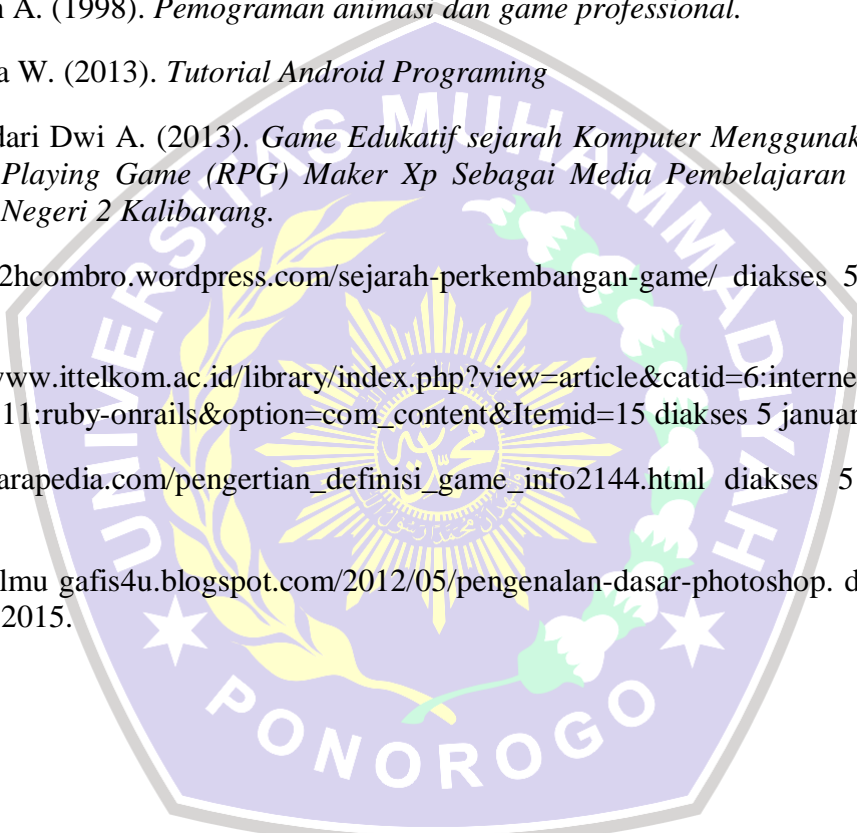 n A. (1998). Pemograman animasi dan game professional.
a W. (2013). Tutorial Android Programing
dari Dwi A. (2013). Game Edukatif sejarah Komputer Menggunak
Playing Game (RPG) Maker Xp Sebagai Media Pembelajaran
Negeri 2 Kalibarang.
2hcombro.wordpress.com/sejarah-perkembangan-game/ diakses 5
www.ittelkom.ac.id/library/index.php?view=article&catid=6:interne
11:ruby-onrails&option=com_content&Itemid=15 diakses 5 januar
arapedia.com/pengertian_definisi_game_info2144.html diakses 5
lmu gafis4u.blogspot.com/2012/05/pengenalan-dasar-photoshop. d
2015.
UNIVERSITAS MUHAMMADIYAH
PONOROGO